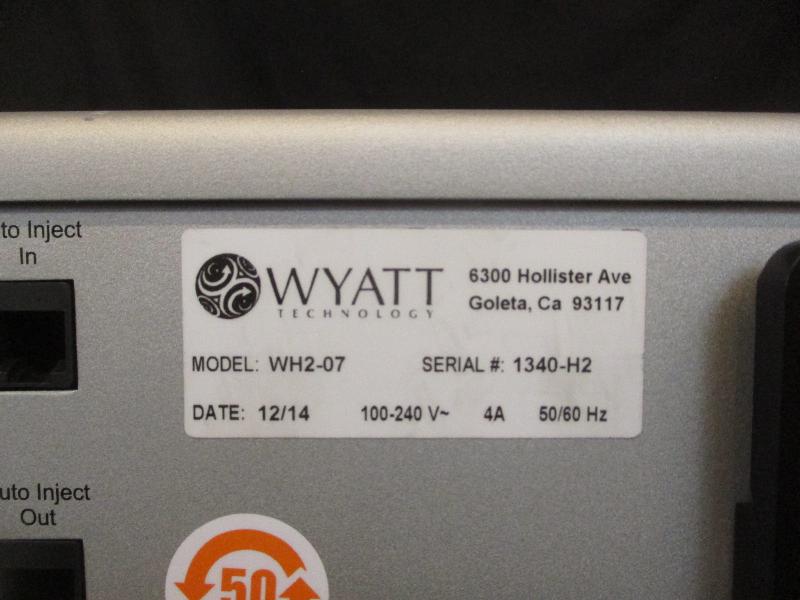 to Inject
In
WYATT
TECHNOLOGY
6300 Hollister Ave
Goleta, Ca 93117
MODEL: WH2-07 SERIAL #: 1340-H2
DATE: 12/14 100-240 V~ 4A 50/60 Hz
uto Inject
Out
50